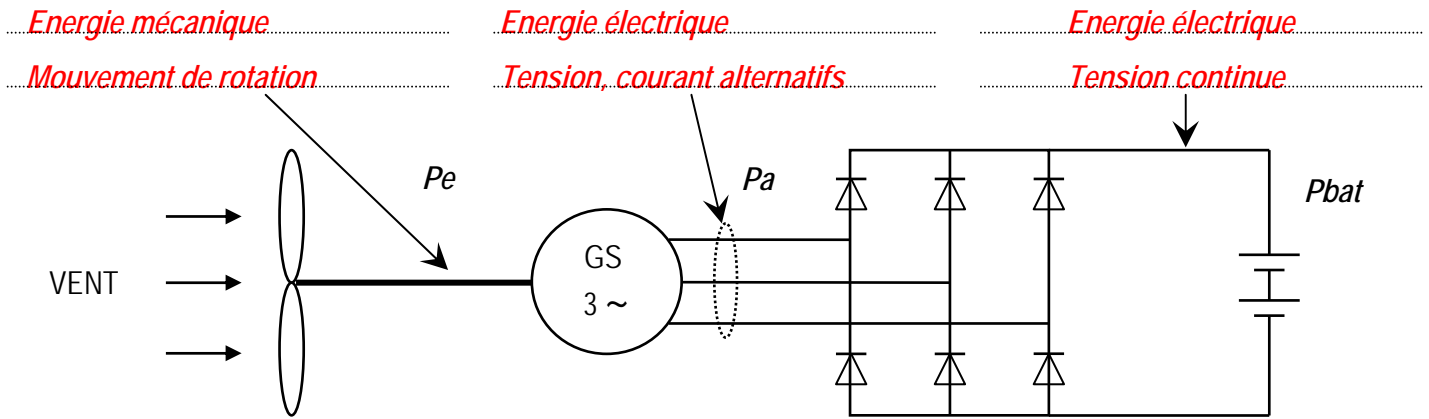 Energie mécanique
Energie électrique
Energie électrique
Mouvement de rotation
Tension, courant alternatifs
Tension continue
Pe
Pa
Pbat
VENT
GS
3 ~